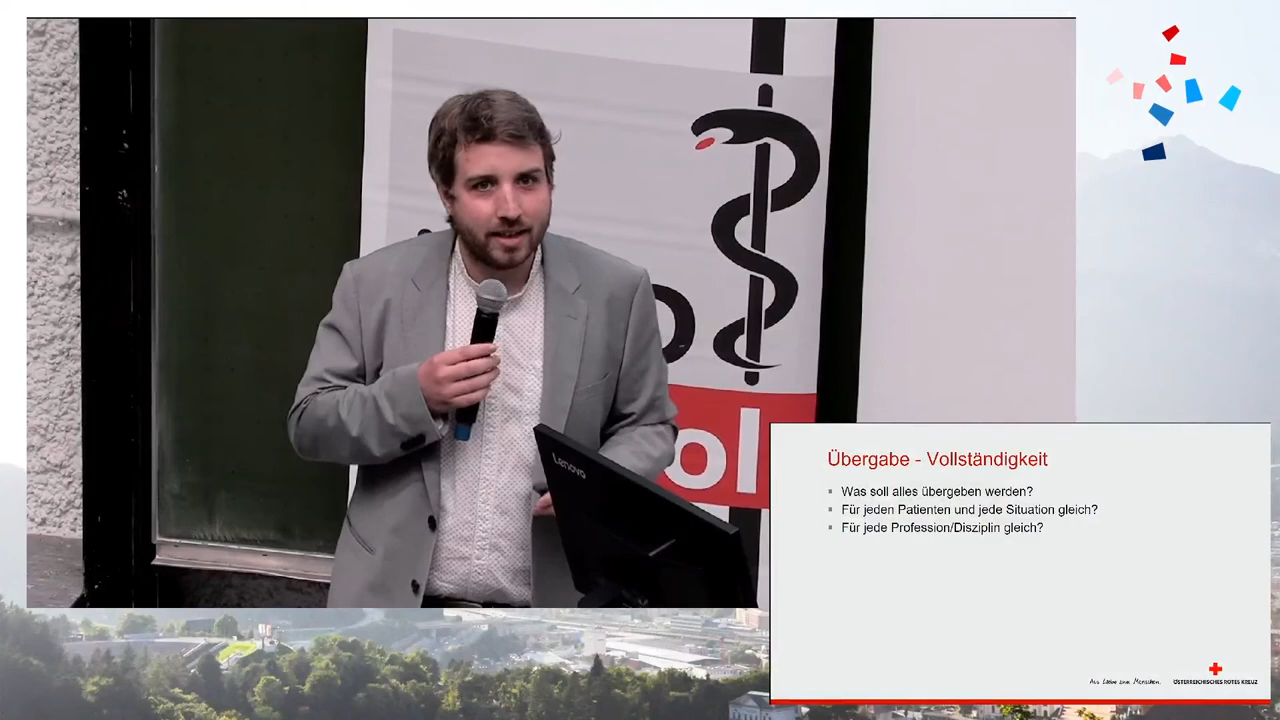 Lenovo
ol
Übergabe - Vollständigkeit
Was soll alles übergeben werden?
Für jeden Patienten und jede Situation gleich?
Für jede Profession/Disziplin gleich?
Aus Liebe zum Menschen.
ÖSTERREICHISCHES ROTES KREUZ